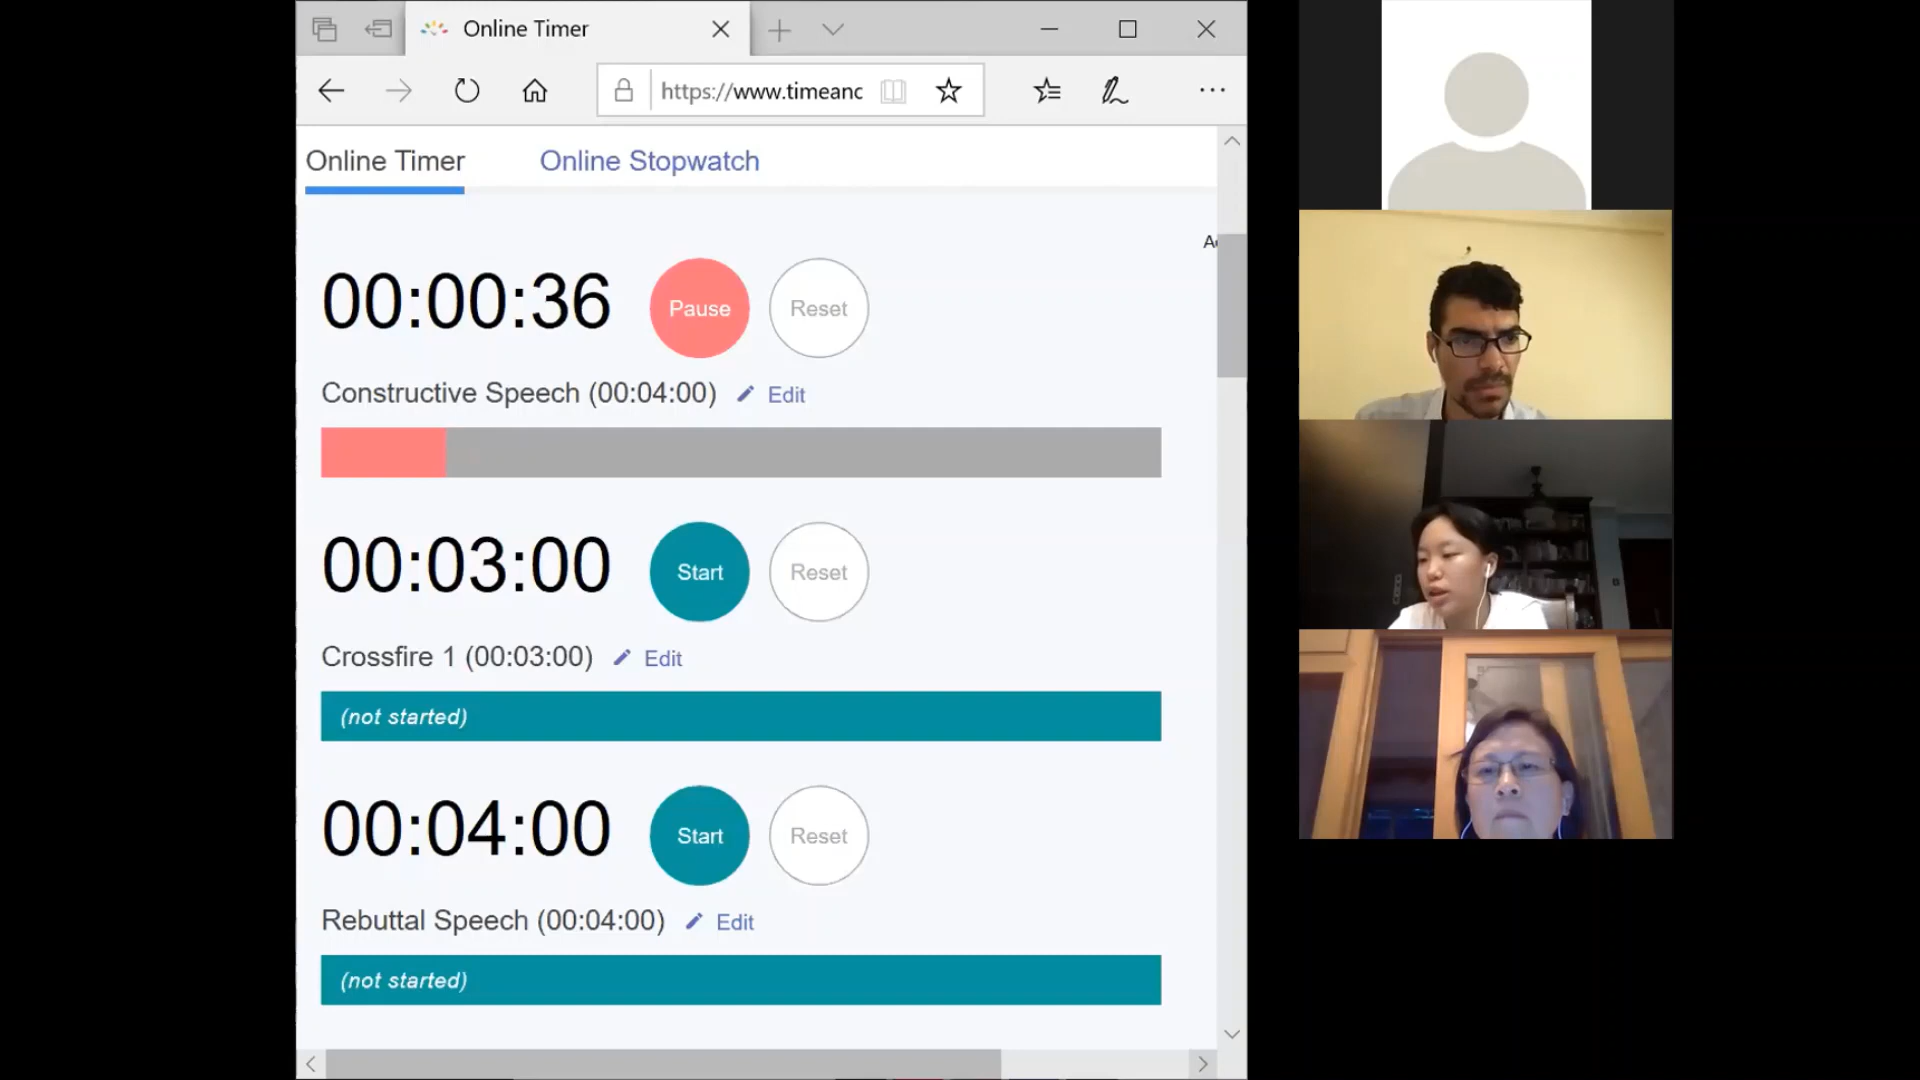 Online Timer
https://www.timeanc
Online Timer
Online Stopwatch
00:00:36
Pause
Reset
Constructive Speech (00:04:00)
Edit
00:03:00
Start
Reset
Crossfire 1 (00:03:00)
Edit
(not started)
00:04:00
Start
Reset
Rebuttal Speech (00:04:00)
Edit
(not started)